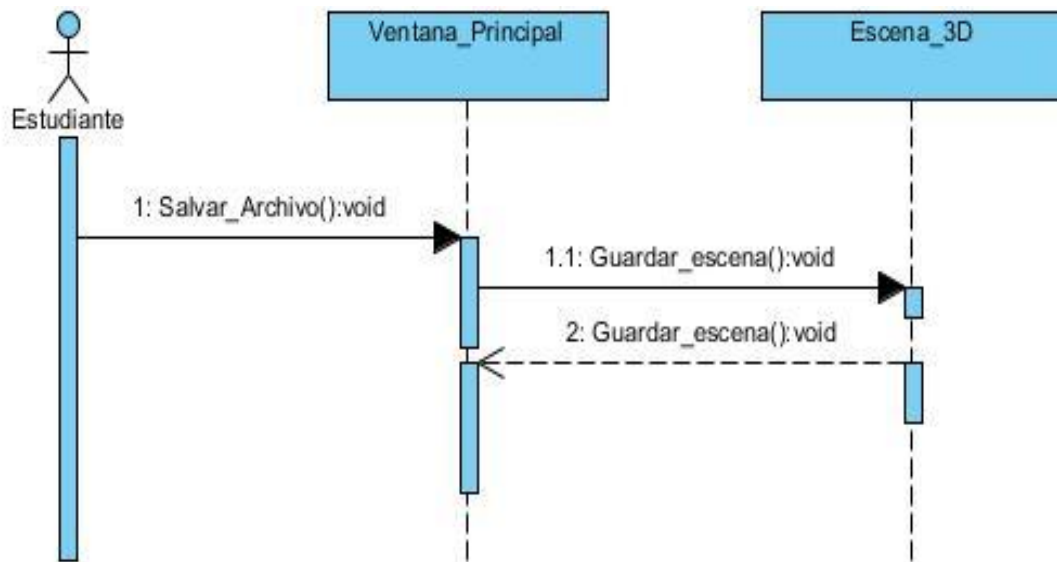 Ventana_Principal
Escena_3D
Estudiante
1: Salvar_Archivo():void
1.1: Guardar_escena():void
2: Guardar_escena():void